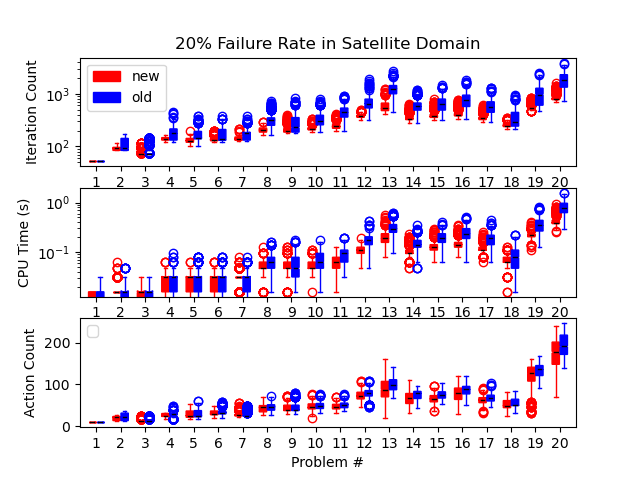 20% Failure Rate in Satellite Domain
Iteration Count
new
old
10³
10²
1 2 3 4 5 6 7 8 9 10 11 12 13 14 15 16 17 18 19 20
CPU Time (s)
10⁰
10⁻¹
1 2 3 4 5 6 7 8 9 10 11 12 13 14 15 16 17 18 19 20
Action Count
200
100
0
1 2 3 4 5 6 7 8 9 10 11 12 13 14 15 16 17 18 19 20
Problem #